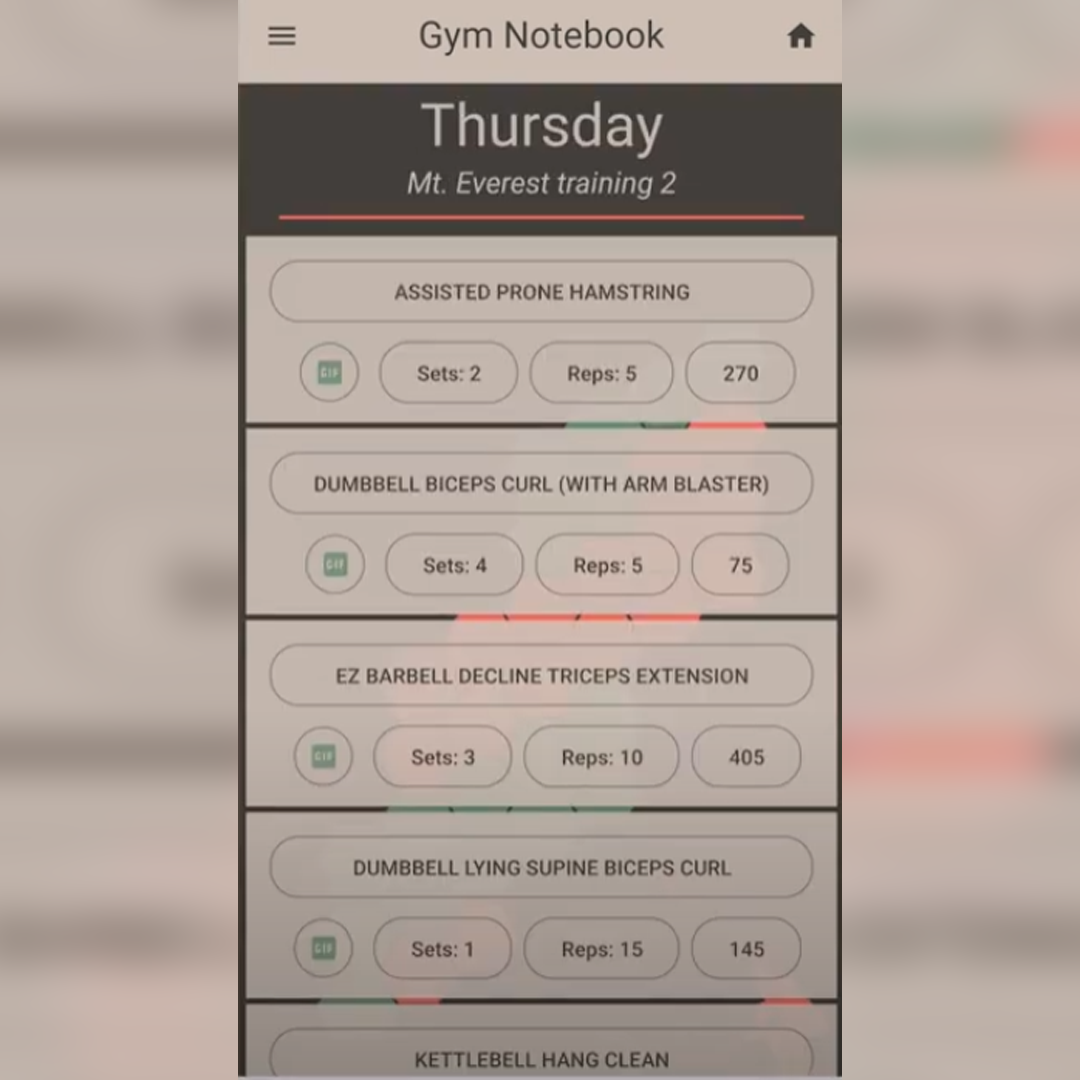 Gym Notebook
Thursday
Mt. Everest training 2
ASSISTED PRONE HAMSTRING
GIF Sets: 2 Reps: 5 270
DUMBBELL BICEPS CURL (WITH ARM BLASTER)
GIF Sets: 4 Reps: 5 75
EZ BARBELL DECLINE TRICEPS EXTENSION
GIF Sets: 3 Reps: 10 405
DUMBBELL LYING SUPINE BICEPS CURL
GIF Sets: 1 Reps: 15 145
KETTLEBELL HANG CLEAN